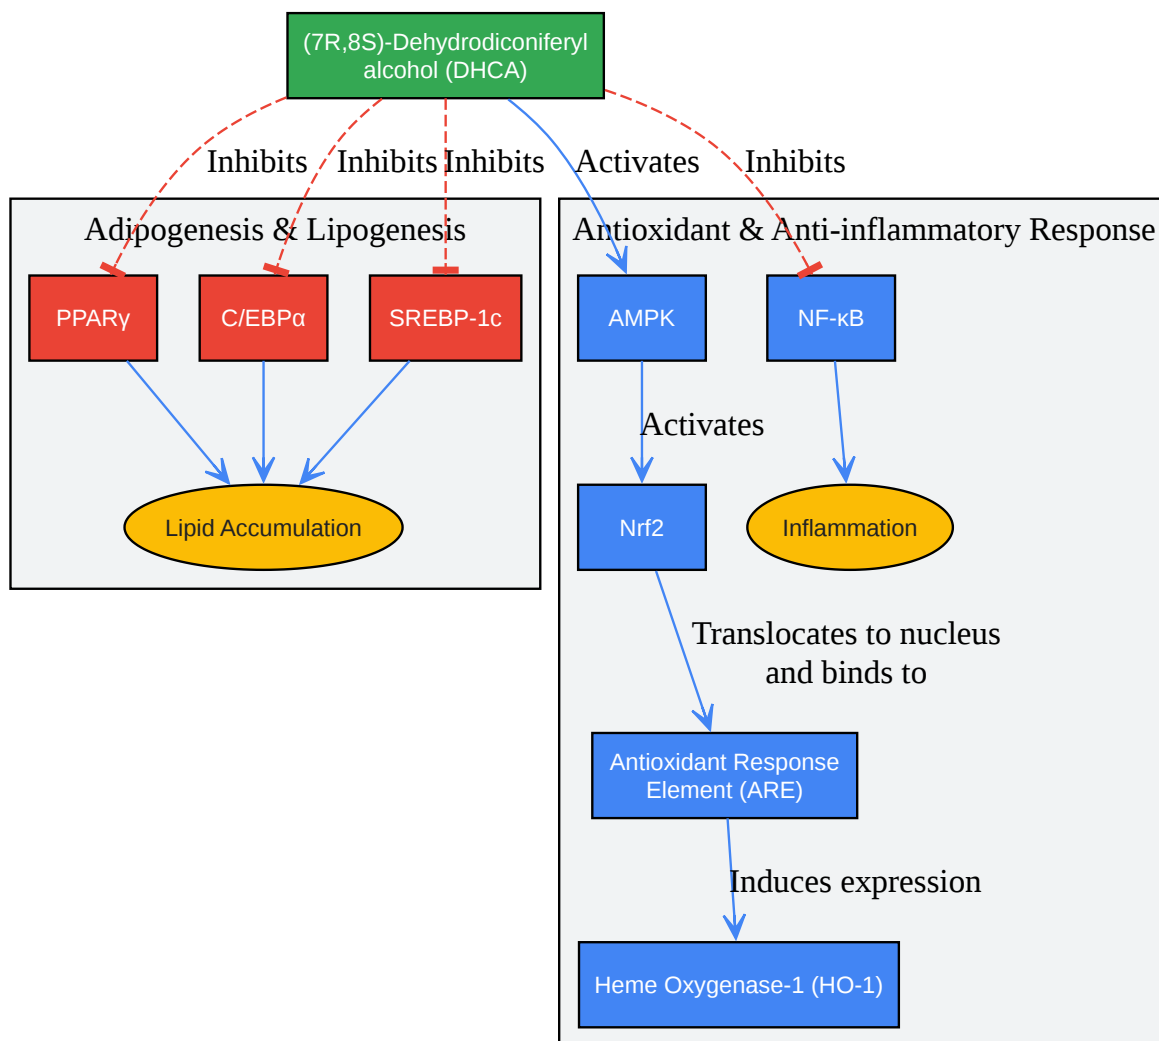 (7R,8S)-Dehydrodiconiferyl
alcohol (DHCA)
Inhibits
Inhibits
Inhibits
Activates
Inhibits
Adipogenesis & Lipogenesis
Antioxidant & Anti-inflammatory Response
PPARγ
C/EBPα
SREBP-1c
AMPK
NF-κB
Activates
Lipid Accumulation
Nrf2
Inflammation
Translocates to nucleus
and binds to
Antioxidant Response
Element (ARE)
Induces expression
Heme Oxygenase-1 (HO-1)